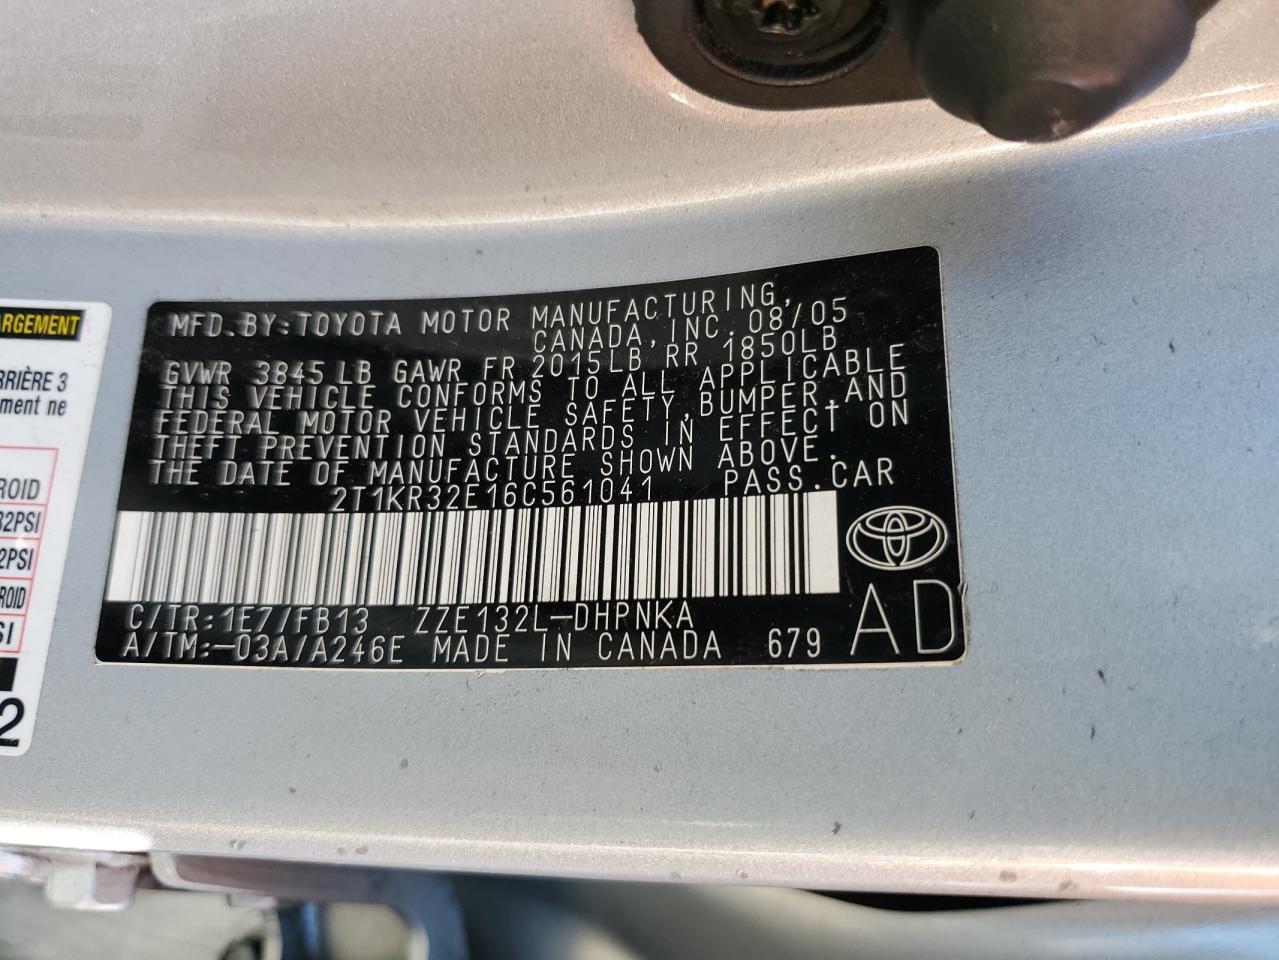 ARGEMENT
RRIÈRE 3
ment ne
ROID
32PSI
2PSI
ROID
SI
2
MFD. BY: TOYOTA MOTOR MANUFACTURING,
CANADA, INC. 08/05
GVWR 3845 LB GAWR FR 2015LB RR 1850LB
THIS VEHICLE CONFORMS TO ALL APPLICABLE
FEDERAL MOTOR VEHICLE SAFETY, BUMPER, AND
THEFT PREVENTION STANDARDS IN EFFECT ON
THE DATE OF MANUFACTURE SHOWN ABOVE.
2T1KR32E16C561041 PASS. CAR
C/TR: 1E7/FB13 ZZE132L-DHPNKA
A/TM:-03A/A246E MADE IN CANADA 679 AD